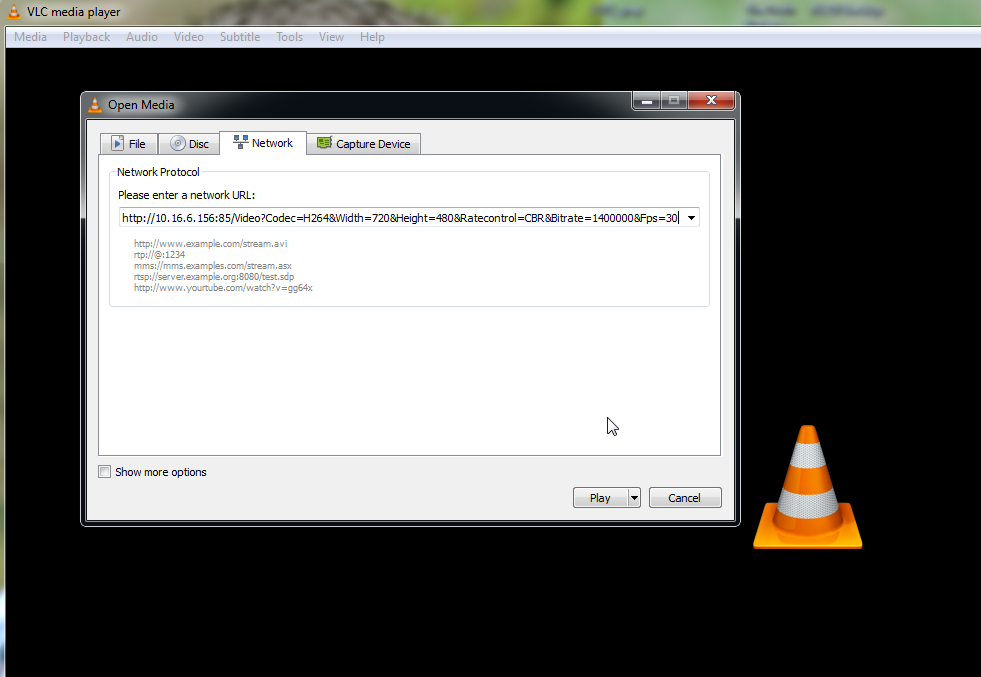 VLC media player
Media Playback Audio Video Subtitle Tools View Help
Open Media
File Disc Network Capture Device
Network Protocol
Please enter a network URL:
http://10.16.6.156:85/Video?Codec=H264&Width=720&Height=480&Ratecontrol=CBR&Bitrate=1400000&Fps=30
http://www.example.com/stream.avi
rtp://@:1234
mms://mms.examples.com/stream.asx
rtsp://server.example.org:8080/test.sdp
http://www.yourtube.com/watch?v=gg64x
Show more options
Play Cancel